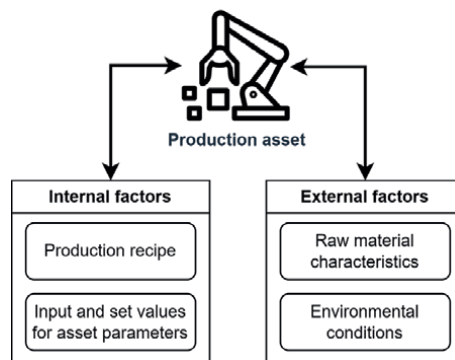 Production asset
Internal factors
Production recipe
Input and set values
for asset parameters
External factors
Raw material
characteristics
Environmental
conditions